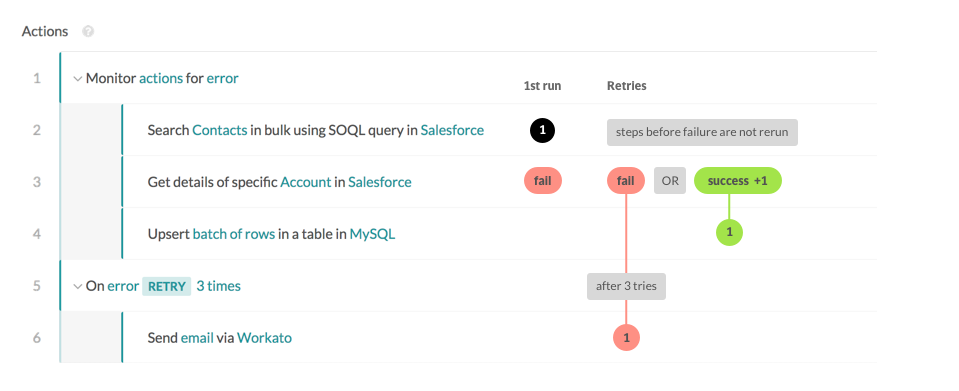 Actions ?
1 Monitor actions for error
1st run Retries
2 Search Contacts in bulk using SOQL query in Salesforce 1 steps before failure are not rerun
3 Get details of specific Account in Salesforce fail fail OR success +1
4 Upsert batch of rows in a table in MySQL 1
5 On error RETRY 3 times after 3 tries
6 Send email via Workato 1